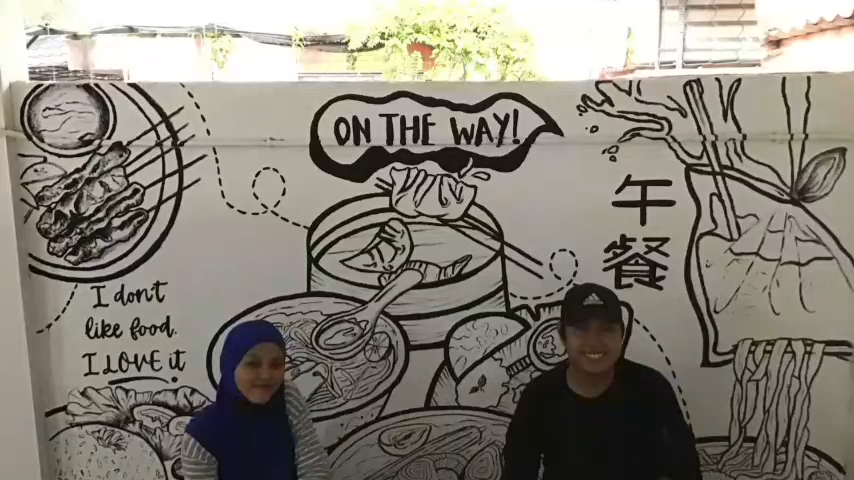 ON THE WAY!
午
餐
I don't
like food.
I LOVE it